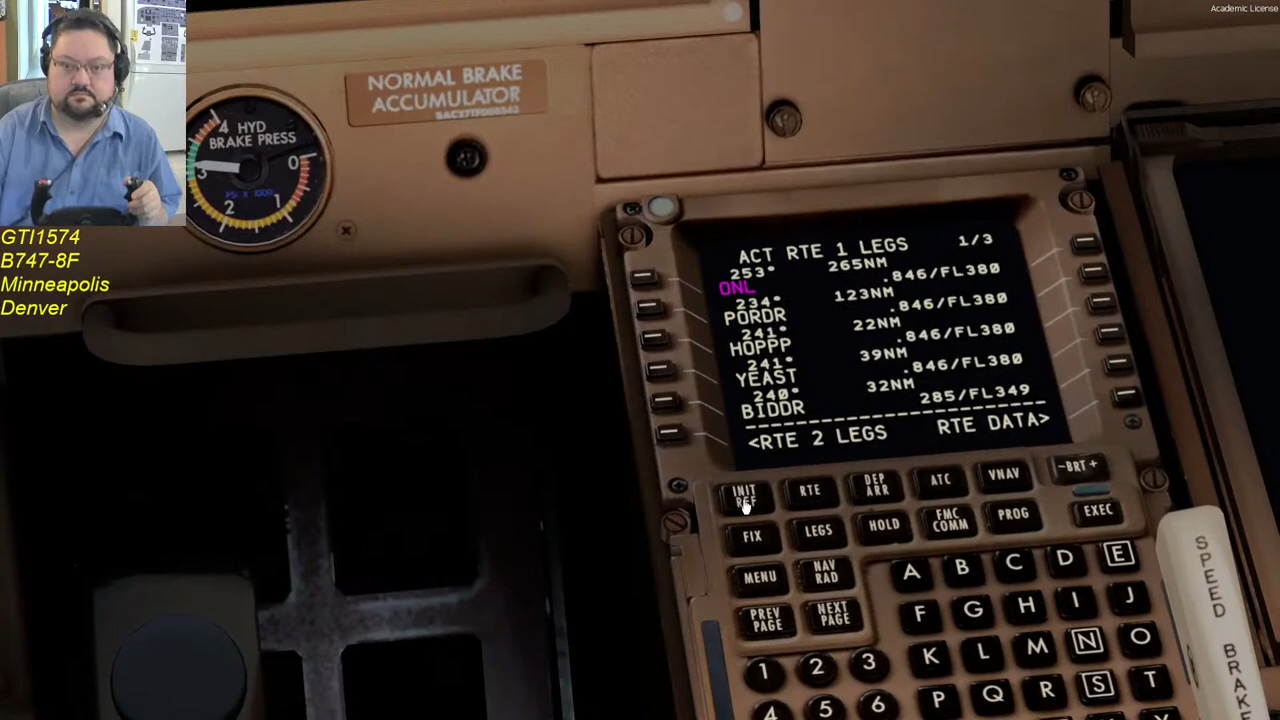 Academic License
NORMAL BRAKE
ACCUMULATOR
4 HYD
BRAKE PRESS
0
3
PSI X 1000
2
1
GTI1574
B747-8F
Minneapolis
Denver
ACT RTE 1 LEGS 1/3
253° 265NM
ONL .846/FL380
234° 123NM
PORDR .846/FL380
241° 22NM
HOPPP .846/FL380
241° 39NM
YEAST .846/FL380
240° 32NM
BIDDR 285/FL349
<RTE 2 LEGS RTE DATA>
INIT REF
RTE
DEP ARR
ATC
VNAV
-BRT+
FIX
LEGS
HOLD
FMC COMM
PROG
EXEC
MENU
NAV RAD
PREV PAGE
NEXT PAGE
A B C D E
F G H I J
K L M N O
P Q R S T
1 2 3
4 5 6
SPEED BRAKE